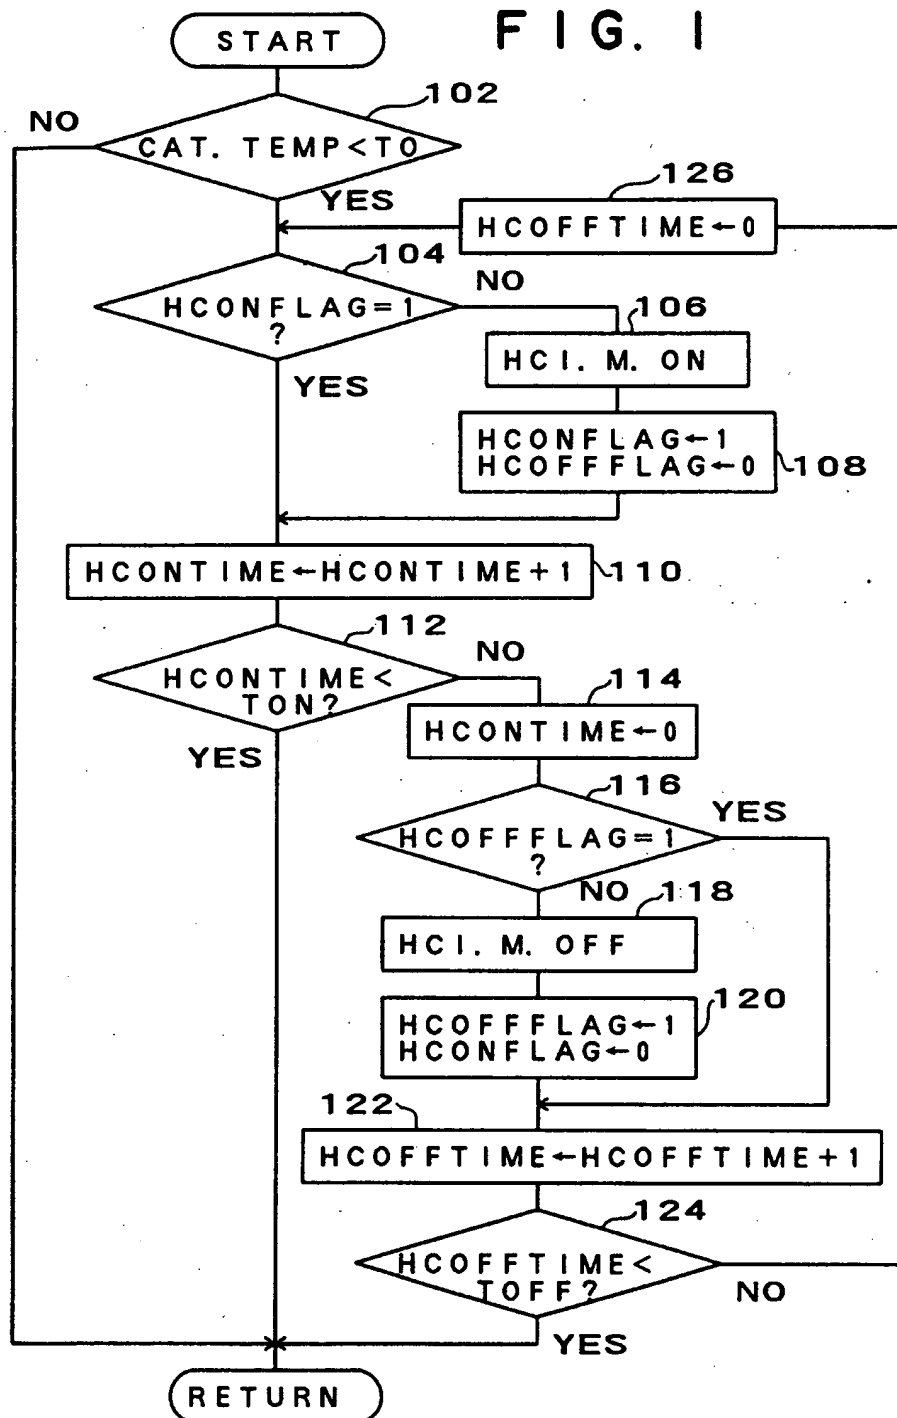 FIG. 1
START
102
NO
CAT. TEMP<TO
YES
126
HCOFFTIME←0
104
NO
HCONFLAG=1
?
106
HCI. M. ON
YES
HCONFLAG←1
HCOFFFLAG←0
108
HCONTIME←HCONTIME+1
110
112
NO
HCONTIME<
TON?
114
HCONTIME←0
YES
116
YES
HCOFFFLAG=1
?
NO
118
HCI. M. OFF
120
HCOFFFLAG←1
HCONFLAG←0
122
HCOFFTIME←HCOFFTIME+1
124
HCOFFTIME<
TOFF?
NO
YES
RETURN